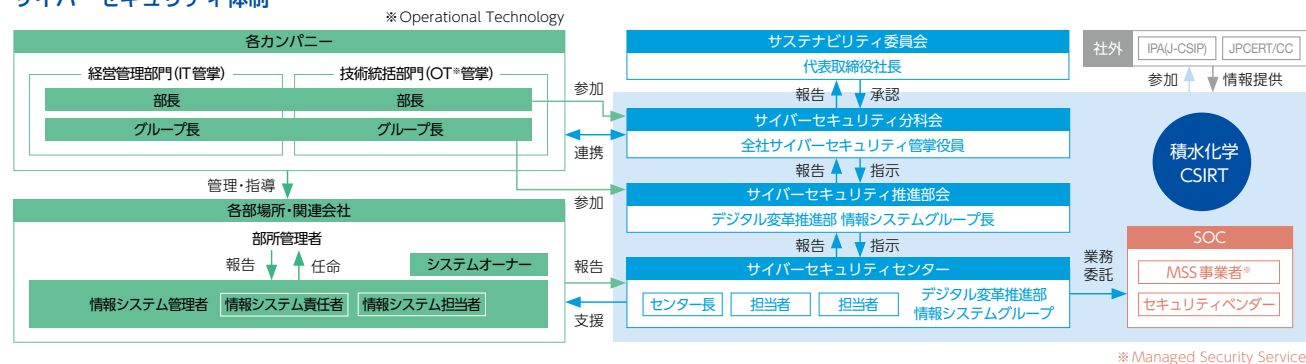 サイバーセキュリティ体制
※Operational Technology
各カンパニー
経営管理部門(IT管掌)
技術統括部門(OT※管掌)
部長
部長
グループ長
グループ長
管理・指導
各部場所・関連会社
部所管理者
報告
任命
システムオーナー
情報システム管理者
情報システム責任者
情報システム担当者
参加
連携
参加
報告
支援
サステナビリティ委員会
代表取締役社長
報告
承認
サイバーセキュリティ分科会
全社サイバーセキュリティ管掌役員
報告
指示
サイバーセキュリティ推進部会
デジタル変革推進部 情報システムグループ長
報告
指示
サイバーセキュリティセンター
センター長
担当者
担当者
デジタル変革推進部
情報システムグループ
業務
委託
社外
IPA(J-CSIP)
JPCERT/CC
参加
情報提供
積水化学
CSIRT
SOC
MSS事業者※
セキュリティベンダー
※Managed Security Service